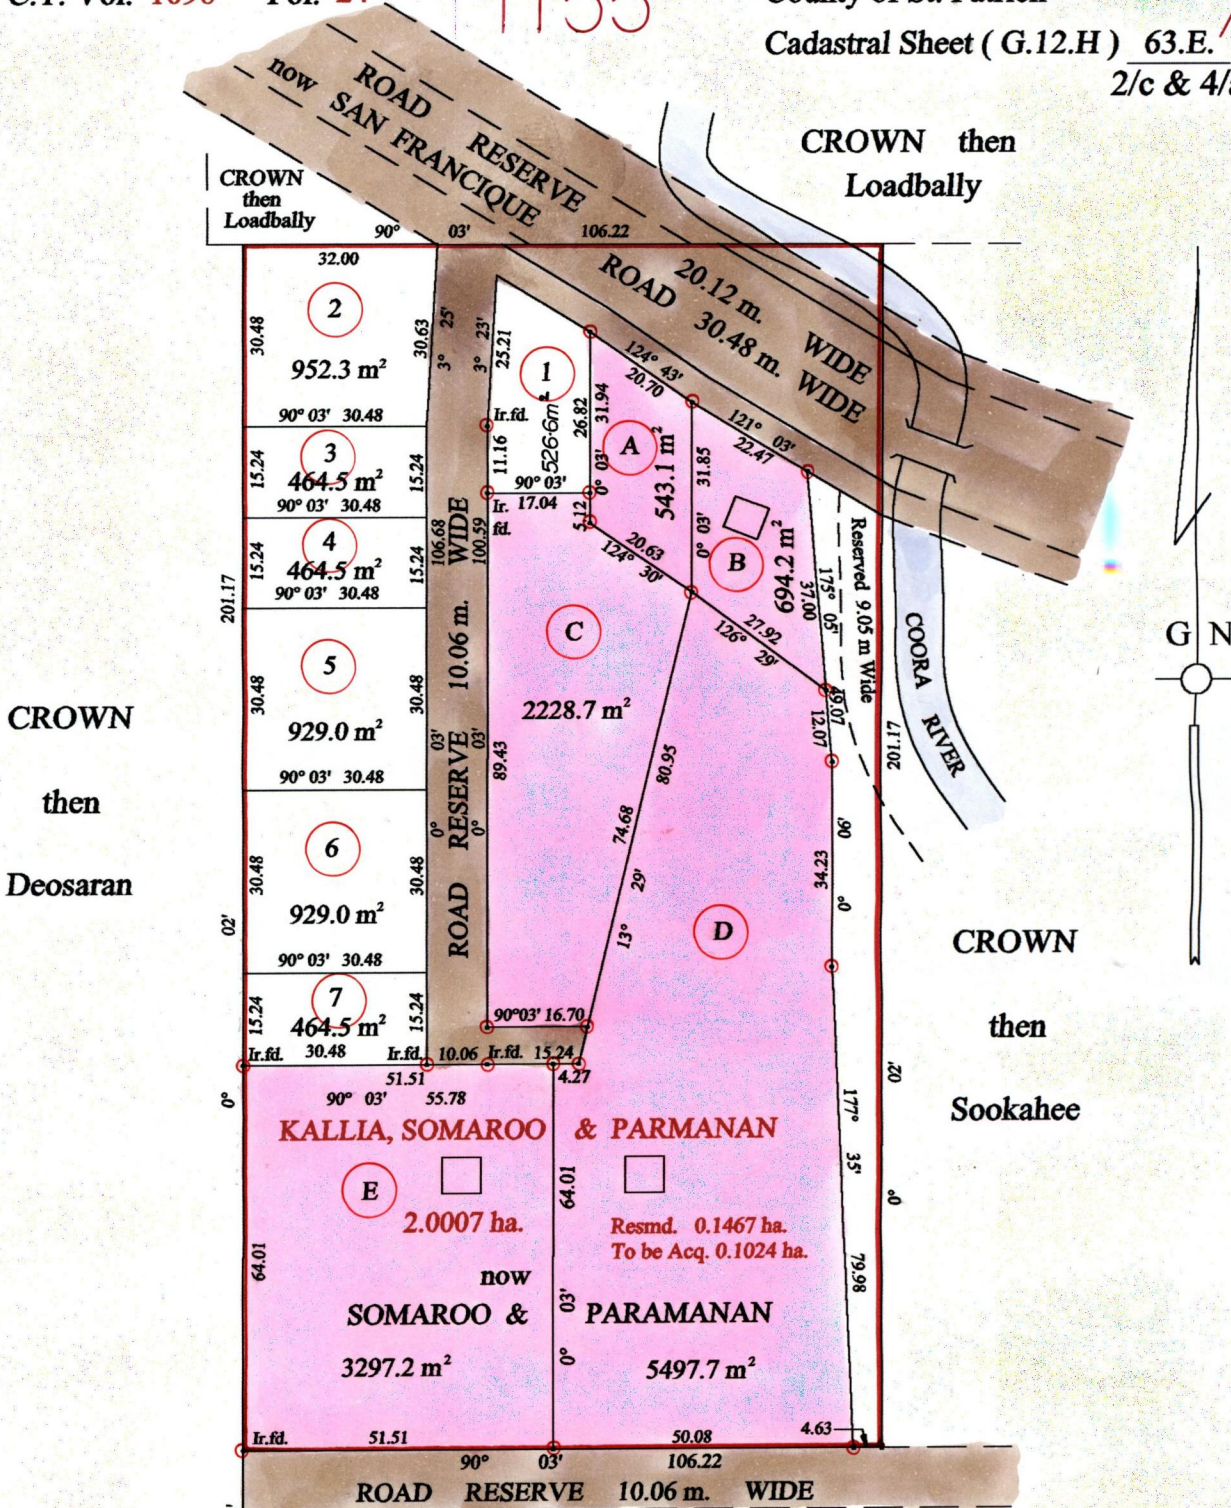 C.T. Vol. 1096 Fol. 24
1155
County of St. Patrick
Cadastral Sheet ( G.12.H ) 63.E.
2/c & 4/
now ROAD RESERVE
SAN FRANCIQUE
ROAD
20.12 m. WIDE
30.48 m. WIDE
CROWN then
Loadbally
CROWN
then
Loadbally
90° 03' 106.22
32.00
2
30.48
952.3 m²
30.63
3° 25'
3° 23'
25.21
90° 03' 30.48
1
526.6m²
26.82
31.94
0° 03'
124° 43'
20.70
121° 03'
22.47
Ir.fd.
11.16
90° 03'
17.04
Ir.
fd.
5.12
3
15.24
464.5 m²
15.24
90° 03' 30.48
4
15.24
464.5 m²
15.24
90° 03' 30.48
A
543.1 m²
31.85
0° 03'
20.63
124° 30'
B
694.2 m²
37.00
175° 05'
27.92
126° 29'
49.07
12.07
Reserved 9.05 m Wide
COORA RIVER
G N
201.17
0° 02'
5
30.48
929.0 m²
30.48
90° 03' 30.48
6
30.48
929.0 m²
30.48
90° 03' 30.48
7
15.24
464.5 m²
15.24
Ir.fd. 30.48 Ir.fd. 10.06 Ir.fd. 15.24
ROAD RESERVE 10.06 m. WIDE
106.68
0° 03'
100.59
0° 03'
89.43
C
2228.7 m²
80.95
74.68
13° 29'
90°03' 16.70
D
34.23
0° 06'
201.17
0° 02'
177° 35'
79.98
CROWN
then
Deosaran
CROWN
then
Sookahee
51.51
4.27
90° 03' 55.78
KALLIA, SOMAROO & PARMANAN
E
2.0007 ha.
Resmd. 0.1467 ha.
To be Acq. 0.1024 ha.
64.01
64.01
0° 03'
now
SOMAROO & PARAMANAN
3297.2 m²
5497.7 m²
Ir.fd. 51.51
50.08
4.63
90° 03' 106.22
ROAD RESERVE 10.06 m. WIDE